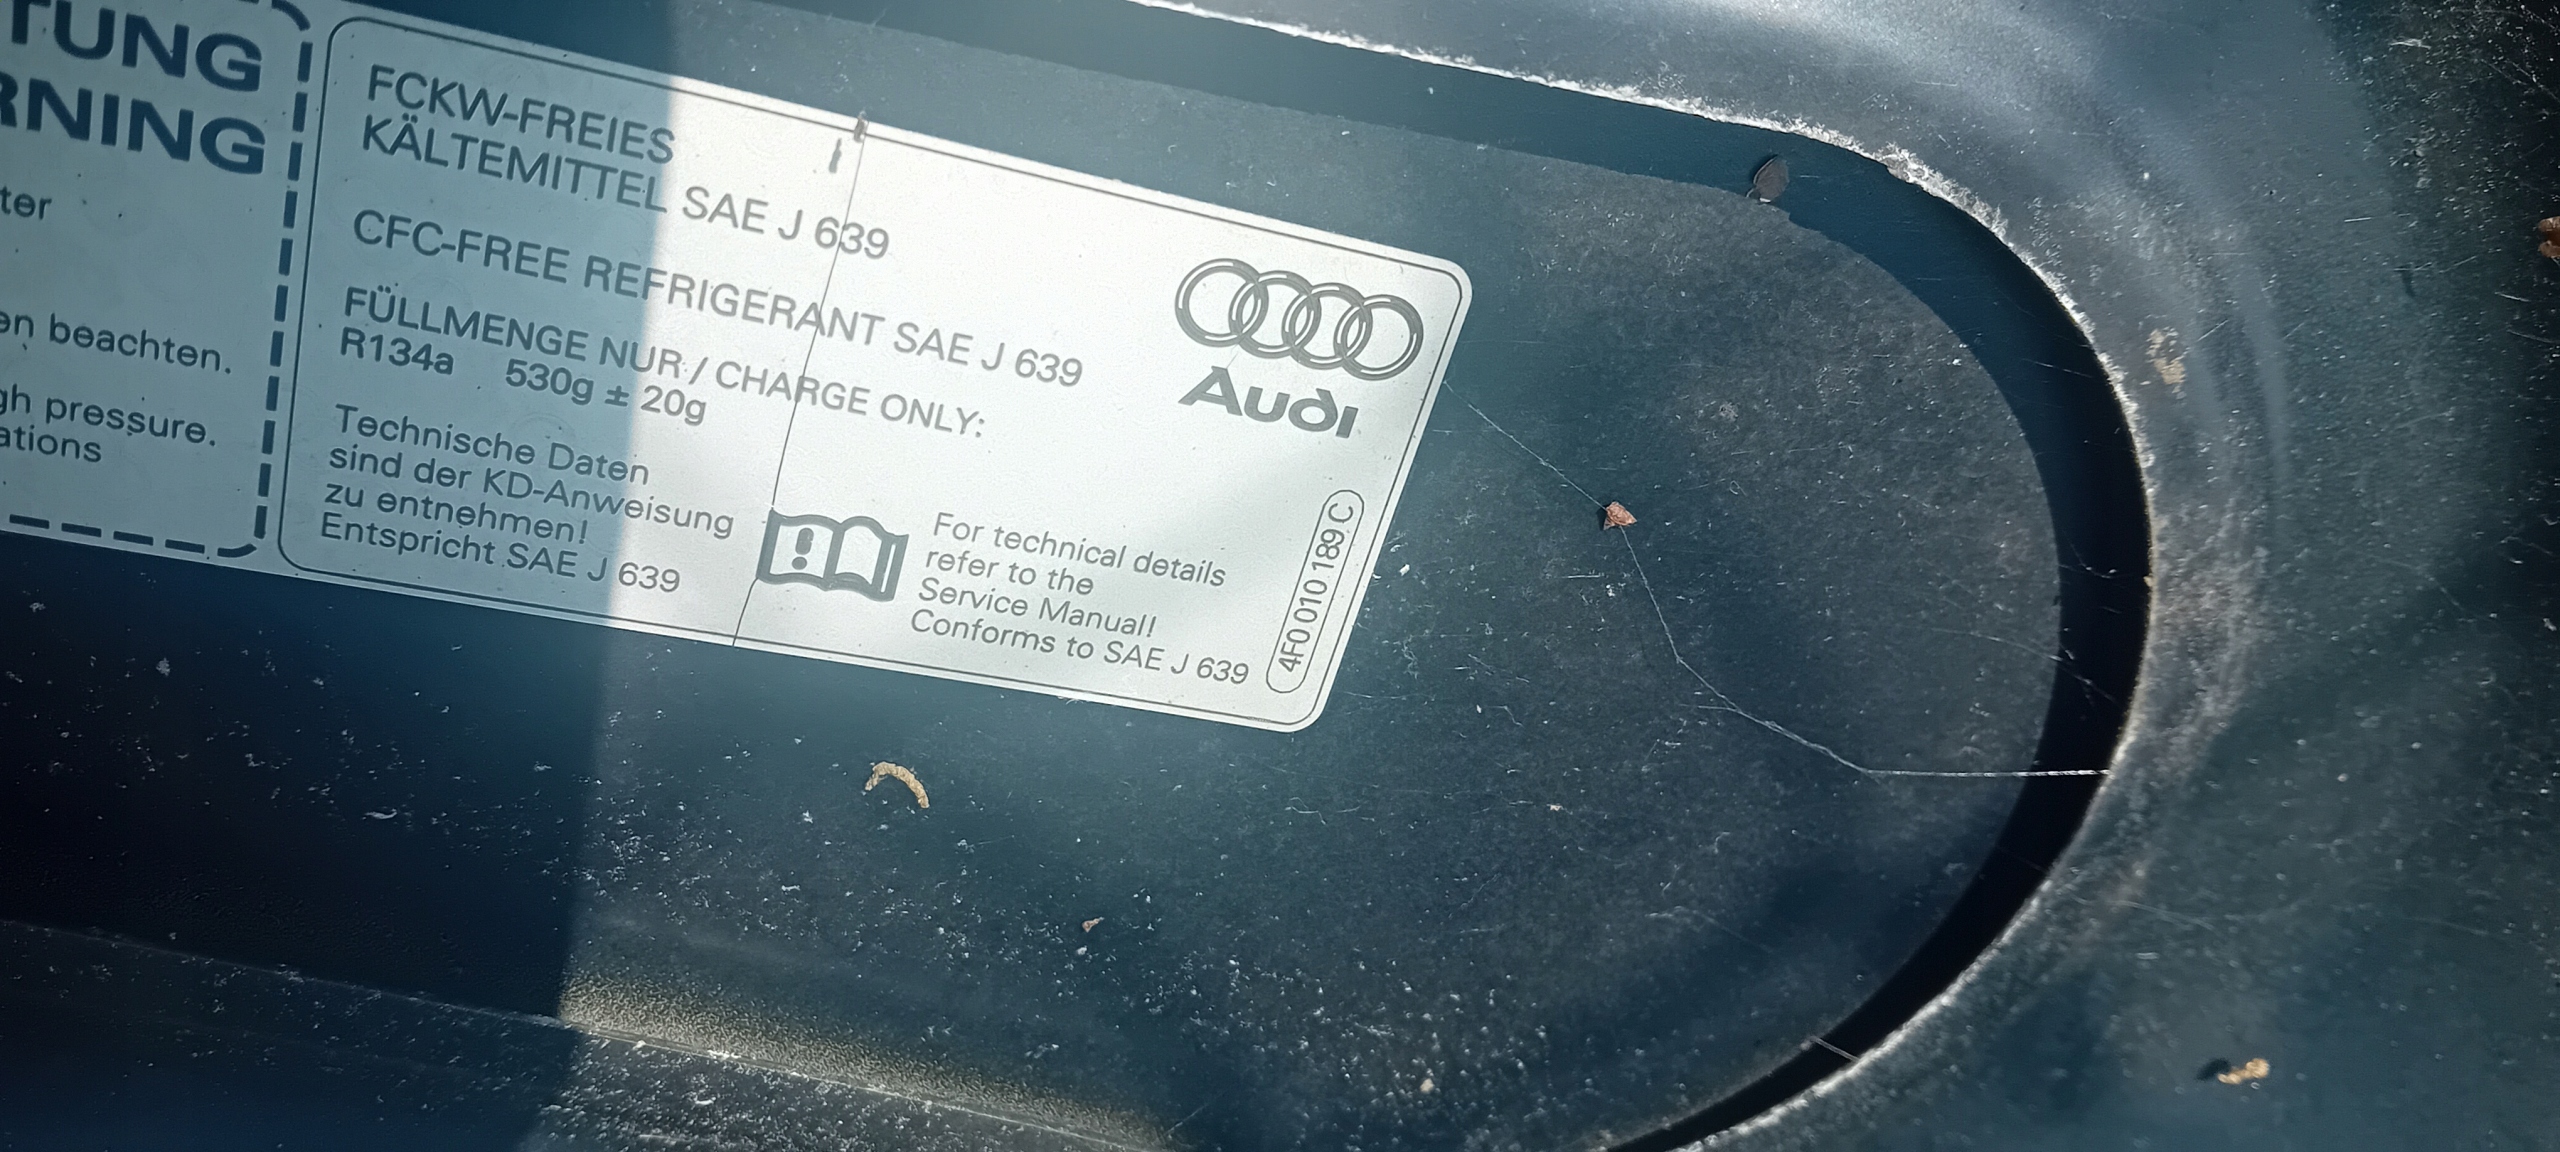 TUNG
RNING
ter
en beachten.
gh pressure.
ations
FCKW-FREIES
KÄLTEMITTEL SAE J 639
CFC-FREE REFRIGERANT SAE J 639
FÜLLMENGE NUR / CHARGE ONLY:
R134a 530g ± 20g
Technische Daten
sind der KD-Anweisung
zu entnehmen!
Entspricht SAE J 639
For technical details
refer to the
Service Manual!
Conforms to SAE J 639
Audi
4F0 010 189 C